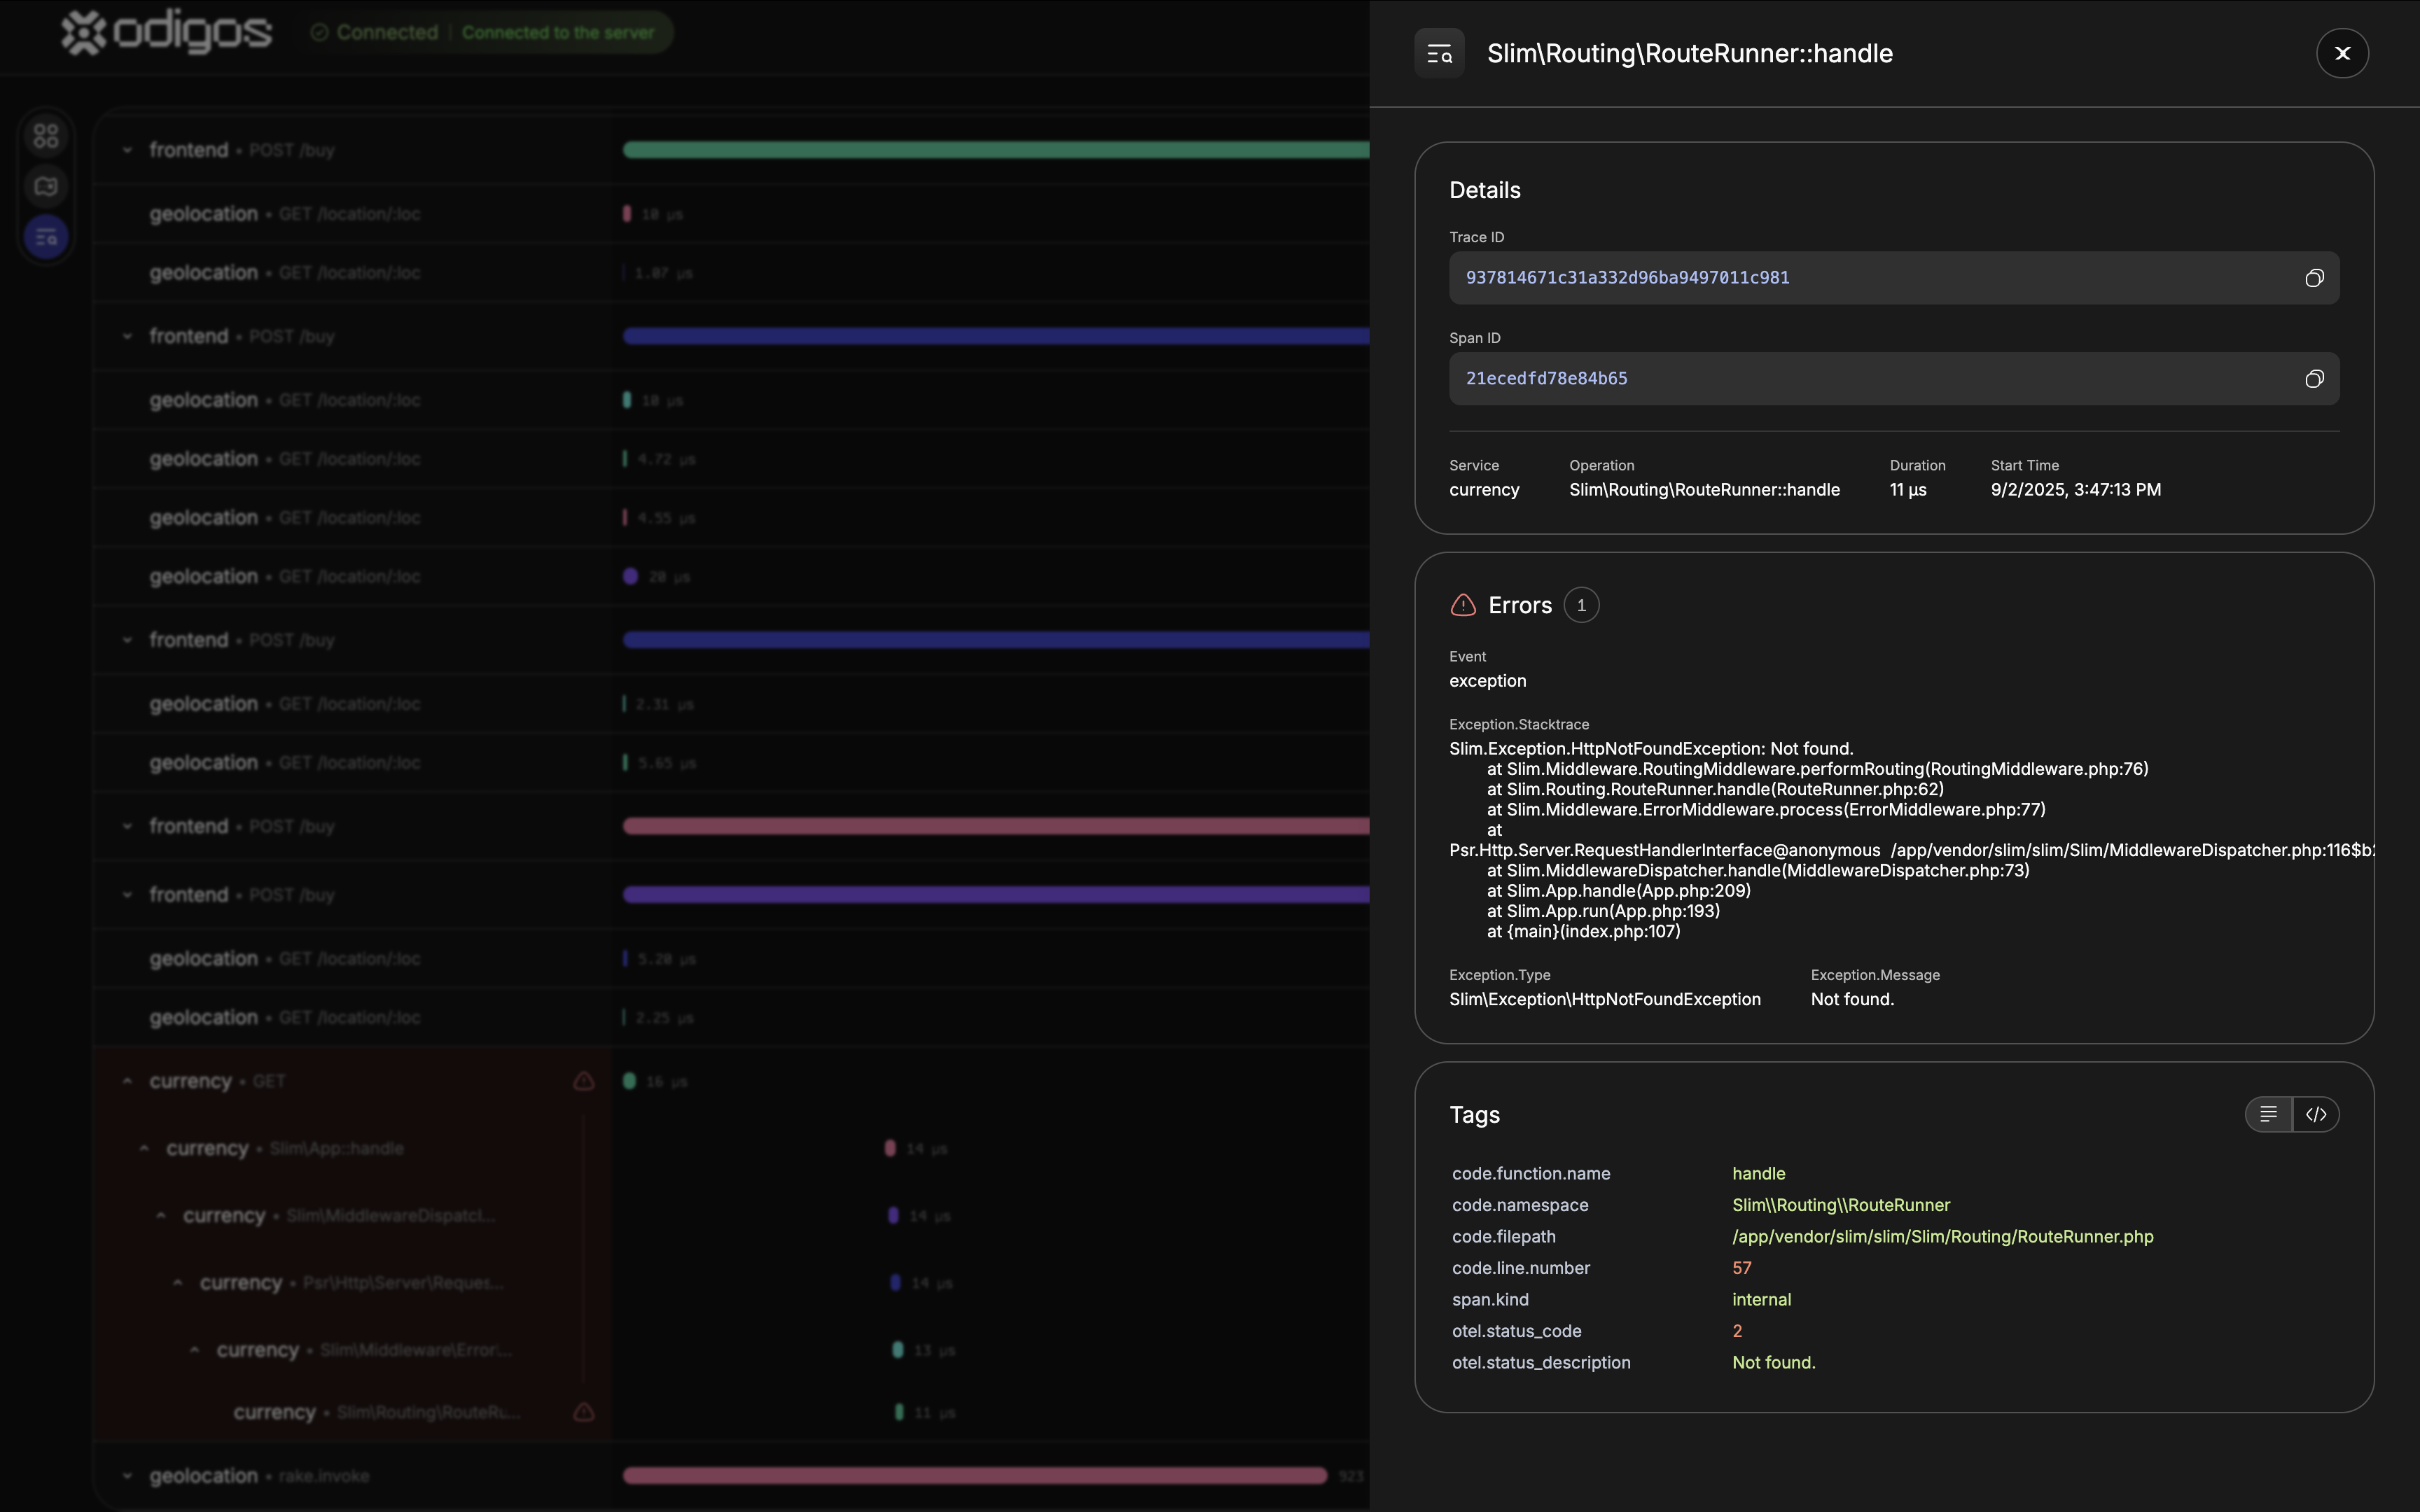 odigos
Connected | Connected to the server
frontend • POST /buy
geolocation • GET /location/:loc 10 µs
geolocation • GET /location/:loc 1.07 µs
frontend • POST /buy
geolocation • GET /location/:loc 10 µs
geolocation • GET /location/:loc 4.72 µs
geolocation • GET /location/:loc 4.55 µs
geolocation • GET /location/:loc 20 µs
frontend • POST /buy
geolocation • GET /location/:loc 2.31 µs
geolocation • GET /location/:loc 5.65 µs
frontend • POST /buy
frontend • POST /buy
geolocation • GET /location/:loc 5.20 µs
geolocation • GET /location/:loc 2.25 µs
currency • GET 16 µs
currency • Slim\App::handle 14 µs
currency • Slim\MiddlewareDispatcl... 14 µs
currency • Psr\Http\Server\Reques... 14 µs
currency • Slim\Middleware\Error... 13 µs
currency • Slim\Routing\RouteRu... 11 µs
geolocation • rake.invoke 923
Slim\Routing\RouteRunner::handle
Details
Trace ID
937814671c31a332d96ba9497011c981
Span ID
21ecedfd78e84b65
Service Operation Duration Start Time
currency Slim\Routing\RouteRunner::handle 11 µs 9/2/2025, 3:47:13 PM
Errors 1
Event
exception
Exception.Stacktrace
Slim.Exception.HttpNotFoundException: Not found.
at Slim.Middleware.RoutingMiddleware.performRouting(RoutingMiddleware.php:76)
at Slim.Routing.RouteRunner.handle(RouteRunner.php:62)
at Slim.Middleware.ErrorMiddleware.process(ErrorMiddleware.php:77)
at
Psr.Http.Server.RequestHandlerInterface@anonymous /app/vendor/slim/slim/Slim/MiddlewareDispatcher.php:116$b
at Slim.MiddlewareDispatcher.handle(MiddlewareDispatcher.php:73)
at Slim.App.handle(App.php:209)
at Slim.App.run(App.php:193)
at {main}(index.php:107)
Exception.Type Exception.Message
Slim\Exception\HttpNotFoundException Not found.
Tags
code.function.name handle
code.namespace Slim\\Routing\\RouteRunner
code.filepath /app/vendor/slim/slim/Slim/Routing/RouteRunner.php
code.line.number 57
span.kind internal
otel.status_code 2
otel.status_description Not found.